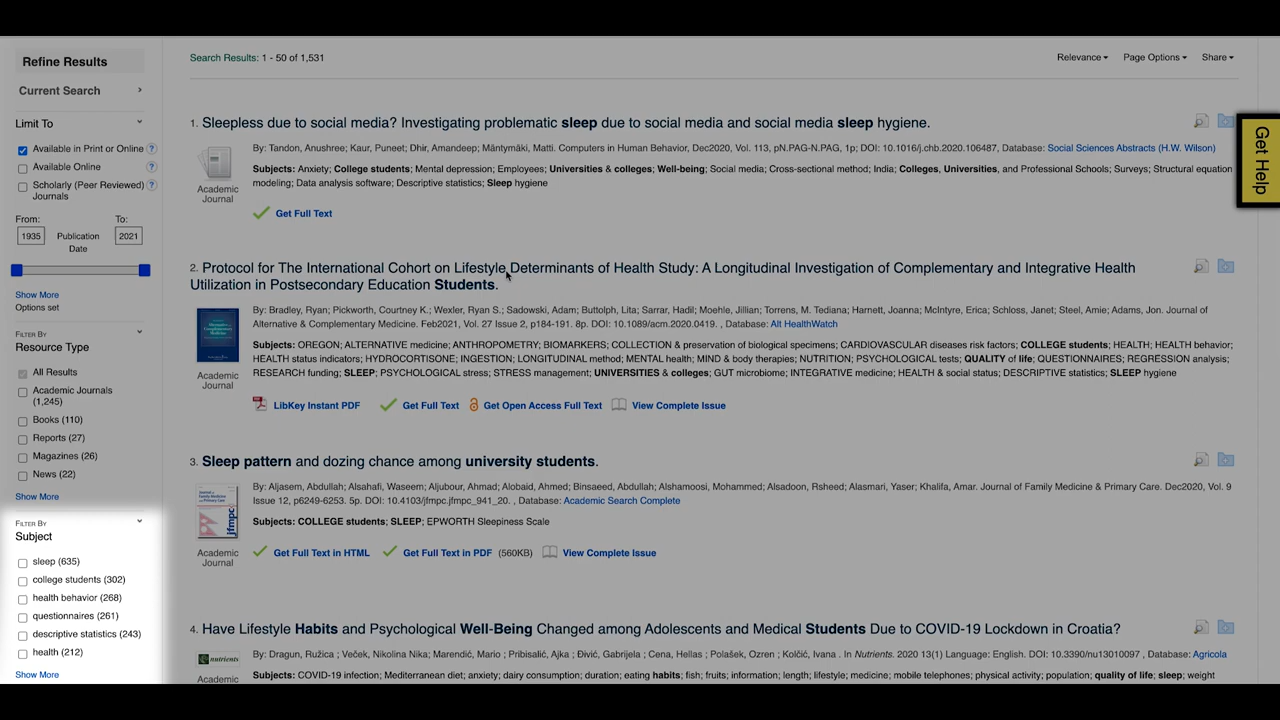 Refine Results
Current Search
Limit To
Available in Print or Online ?
Available Online ?
Scholarly (Peer Reviewed) ?
Journals
From: To:
1935 Publication 2021
Date
Show More
Options set
FILTER BY
Resource Type
All Results
Academic Journals
(1,245)
Books (110)
Reports (27)
Magazines (26)
News (22)
Show More
FILTER BY
Subject
sleep (635)
college students (302)
health behavior (268)
questionnaires (261)
descriptive statistics (243)
health (212)
Show More
Search Results: 1 - 50 of 1,531
Relevance Page Options Share
1. Sleepless due to social media? Investigating problematic sleep due to social media and social media sleep hygiene.
By: Tandon, Anushree; Kaur, Puneet; Dhir, Amandeep; Mäntymäki, Matti. Computers in Human Behavior, Dec2020, Vol. 113, pN.PAG-N.PAG, 1p; DOI: 10.1016/j.chb.2020.106487, Database: Social Sciences Abstracts (H.W. Wilson)
Subjects: Anxiety; College students; Mental depression; Employees; Universities & colleges; Well-being; Social media; Cross-sectional method; India; Colleges, Universities, and Professional Schools; Surveys; Structural equation
modeling; Data analysis software; Descriptive statistics; Sleep hygiene
Academic
Journal
Get Full Text
2. Protocol for The International Cohort on Lifestyle Determinants of Health Study: A Longitudinal Investigation of Complementary and Integrative Health
Utilization in Postsecondary Education Students.
By: Bradley, Ryan; Pickworth, Courtney K.; Wexler, Ryan S.; Sadowski, Adam; Buttolph, Lita; Sarrar, Hadil; Moehle, Jillian; Torrens, M. Tediana; Harnett, Joanna; McIntyre, Erica; Schloss, Janet; Steel, Amie; Adams, Jon. Journal of
Alternative & Complementary Medicine. Feb2021, Vol. 27 Issue 2, p184-191. 8p. DOI: 10.1089/acm.2020.0419. , Database: Alt HealthWatch
Subjects: OREGON; ALTERNATIVE medicine; ANTHROPOMETRY; BIOMARKERS; COLLECTION & preservation of biological specimens; CARDIOVASCULAR diseases risk factors; COLLEGE students; HEALTH; HEALTH behavior;
HEALTH status indicators; HYDROCORTISONE; INGESTION; LONGITUDINAL method; MENTAL health; MIND & body therapies; NUTRITION; PSYCHOLOGICAL tests; QUALITY of life; QUESTIONNAIRES; REGRESSION analysis;
RESEARCH funding; SLEEP; PSYCHOLOGICAL stress; STRESS management; UNIVERSITIES & colleges; GUT microbiome; INTEGRATIVE medicine; HEALTH & social status; DESCRIPTIVE statistics; SLEEP hygiene
Academic
Journal
LibKey Instant PDF Get Full Text Get Open Access Full Text View Complete Issue
3. Sleep pattern and dozing chance among university students.
By: Aljasem, Abdullah; Alsahafi, Waseem; Aljubour, Ahmad; Alobaid, Ahmed; Binsaeed, Abdullah; Alshamoosi, Mohammed; Alsadoon, Rsheed; Alasmari, Yaser; Khalifa, Amar. Journal of Family Medicine & Primary Care. Dec2020, Vol. 9
Issue 12, p6249-6253. 5p. DOI: 10.4103/jfmpc.jfmpc_941_20. , Database: Academic Search Complete
Subjects: COLLEGE students; SLEEP; EPWORTH Sleepiness Scale
jfmpc
Academic
Journal
Get Full Text in HTML Get Full Text in PDF (560KB) View Complete Issue
4. Have Lifestyle Habits and Psychological Well-Being Changed among Adolescents and Medical Students Due to COVID-19 Lockdown in Croatia?
By: Dragun, Ružica ; Veček, Nikolina Nika; Marendić, Mario ; Pribisalić, Ajka ; Đivić, Gabrijela ; Cena, Hellas ; Polašek, Ozren ; Kolčić, Ivana . In Nutrients. 2020 13(1) Language: English. DOI: 10.3390/nu13010097 , Database: Agricola
Subjects: COVID-19 infection; Mediterranean diet; anxiety; dairy consumption; duration; eating habits; fish; fruits; information; length; lifestyle; medicine; mobile telephones; physical activity; population; quality of life; sleep; weight
nutrients
Academic
Get Help